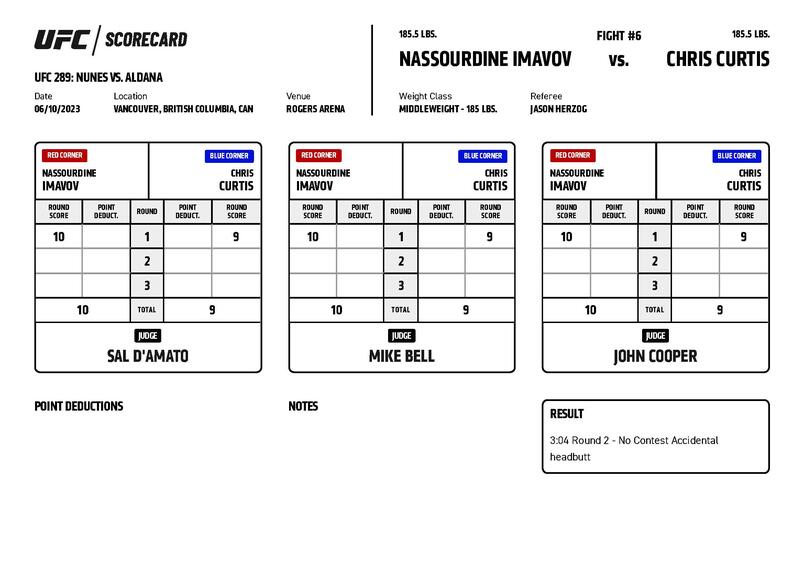 UFC / SCORECARD
UFC 289: NUNES VS. ALDANA
Date Location Venue
06/10/2023 VANCOUVER, BRITISH COLUMBIA, CAN ROGERS ARENA
185.5 LBS. FIGHT #6 185.5 LBS.
NASSOURDINE IMAVOV vs. CHRIS CURTIS
Weight Class Referee
MIDDLEWEIGHT - 185 LBS. JASON HERZOG
RED CORNER BLUE CORNER
NASSOURDINE CHRIS
IMAVOV CURTIS
ROUND POINT ROUND POINT ROUND
SCORE DEDUCT. DEDUCT. SCORE
10 1 9
2
3
10 TOTAL 9
JUDGE
SAL D'AMATO
RED CORNER BLUE CORNER
NASSOURDINE CHRIS
IMAVOV CURTIS
ROUND POINT ROUND POINT ROUND
SCORE DEDUCT. DEDUCT. SCORE
10 1 9
2
3
10 TOTAL 9
JUDGE
MIKE BELL
RED CORNER BLUE CORNER
NASSOURDINE CHRIS
IMAVOV CURTIS
ROUND POINT ROUND POINT ROUND
SCORE DEDUCT. DEDUCT. SCORE
10 1 9
2
3
10 TOTAL 9
JUDGE
JOHN COOPER
POINT DEDUCTIONS
NOTES
RESULT
3:04 Round 2 - No Contest Accidental
headbutt